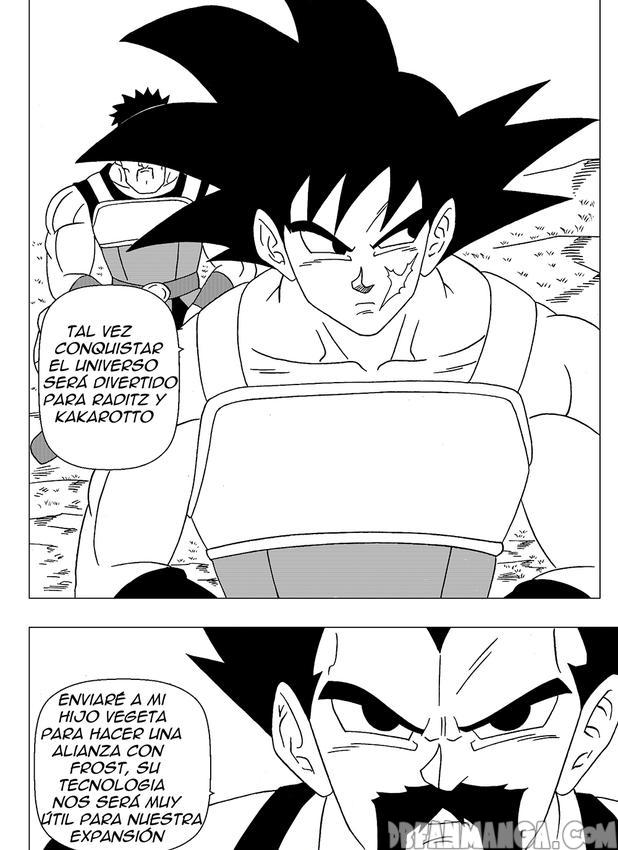 TAL VEZ
CONQUISTAR
EL UNIVERSO
SERÁ DIVERTIDO
PARA RADITZ Y
KAKAROTTO
ENVIARÉ A MI
HIJO VEGETA
PARA HACER UNA
ALIANZA CON
FROST, SU
TECNOLOGIA
NOS SERÁ MUY
ÚTIL PARA NUESTRA
EXPANSIÓN
DREAMMANGA.COM